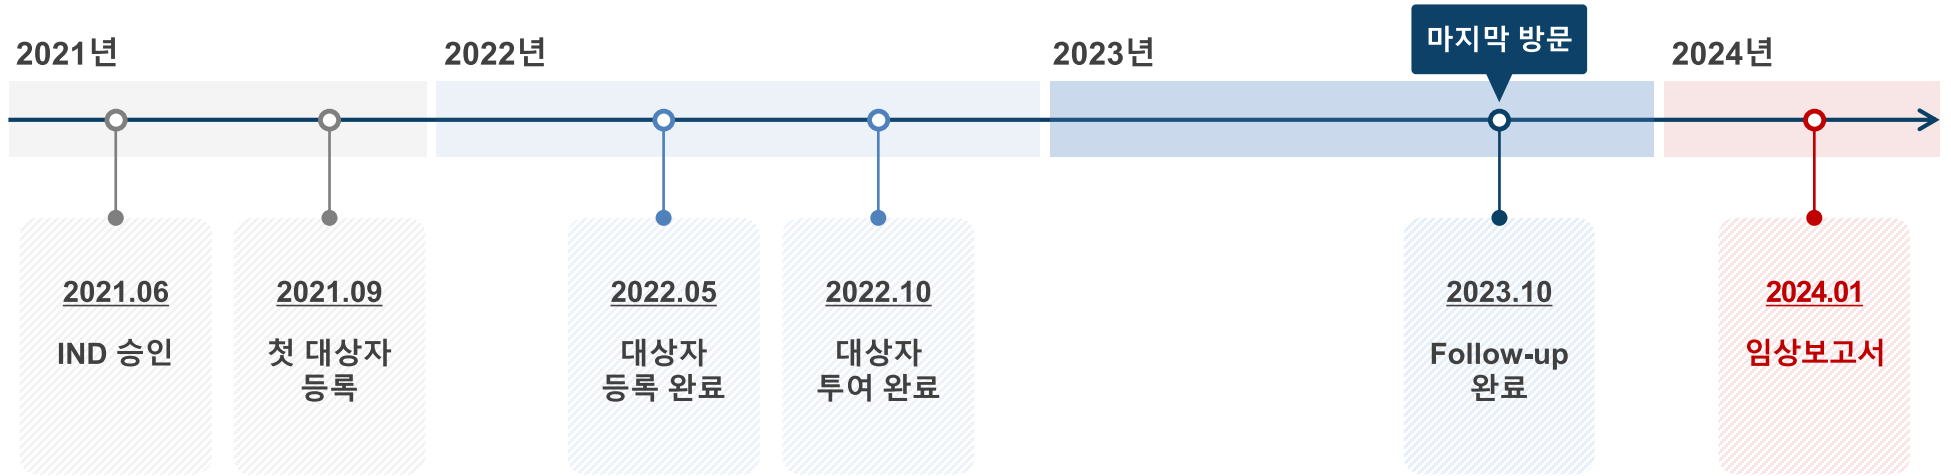 2021년
2022년
2023년
마지막 방문
2024년
2021.06
IND 승인
2021.09
첫 대상자
등록
2022.05
대상자
등록 완료
2022.10
대상자
투여 완료
2023.10
Follow-up
완료
2024.01
임상보고서